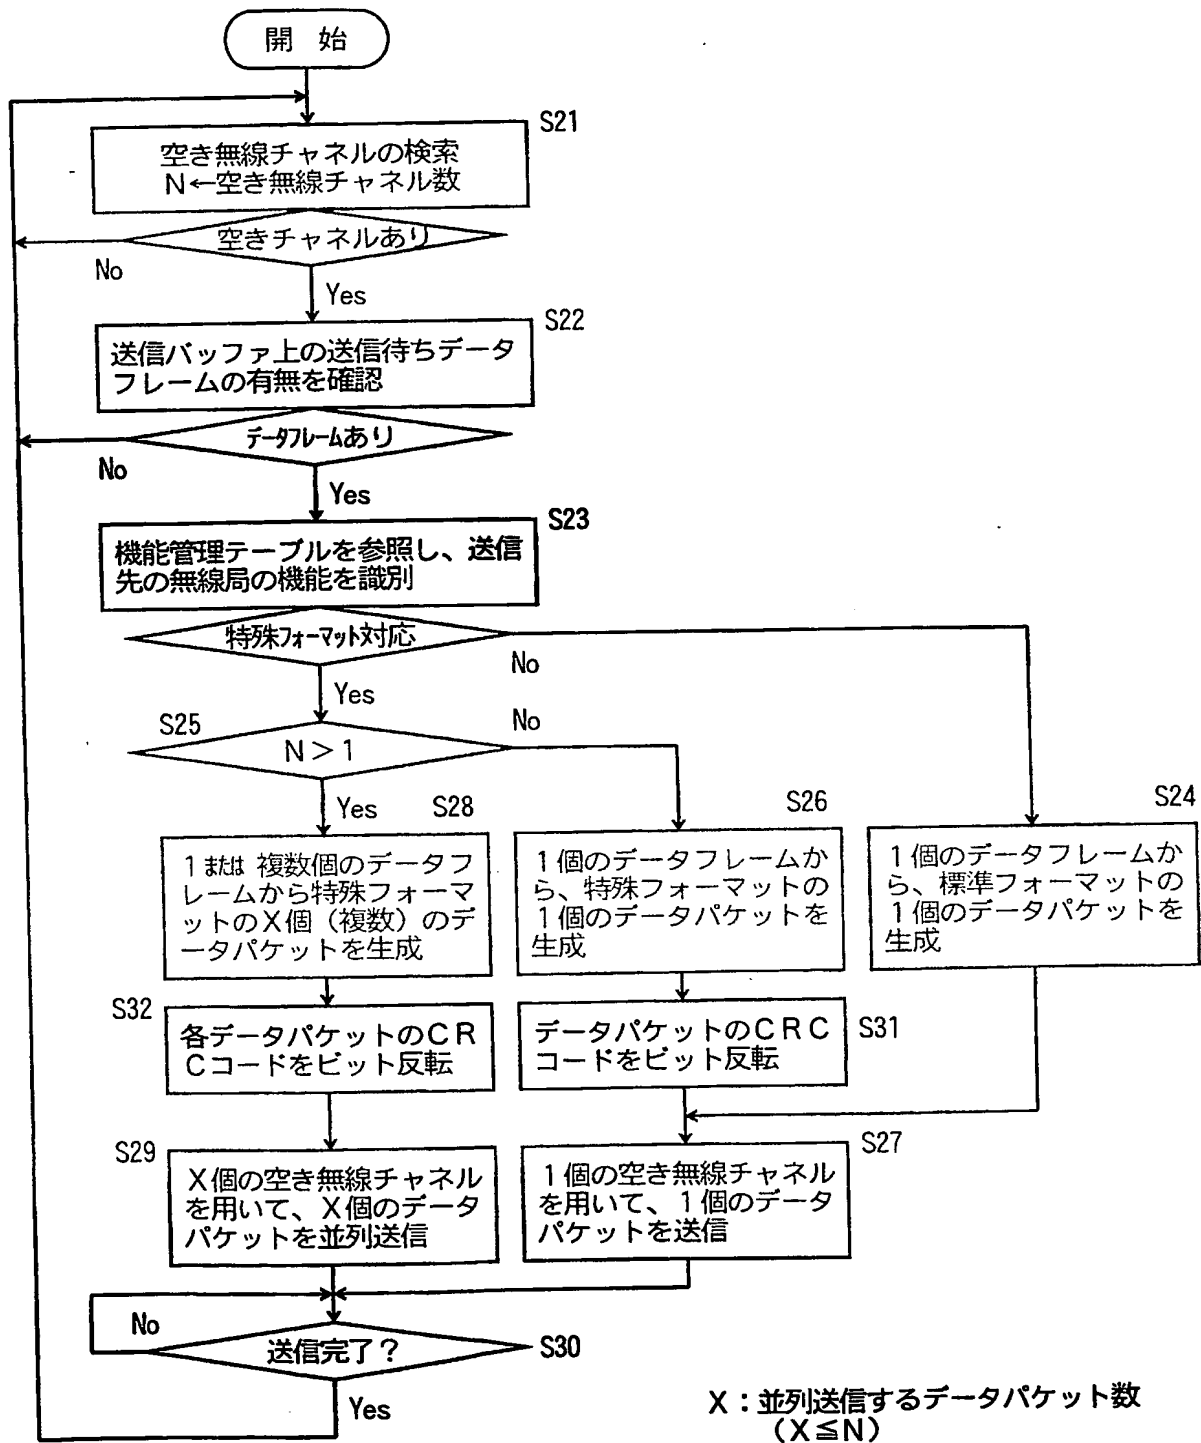 開 始
S21
空き無線チャネルの検索
N←空き無線チャネル数
空きチャネルあり
No
Yes
S22
送信バッファ上の送信待ちデータ
フレームの有無を確認
データフレームあり
No
Yes
S23
機能管理テーブルを参照し、送信
先の無線局の機能を識別
特殊フォーマット対応
No
Yes
S25
N>1
No
Yes
S28
1または 複数個のデータフ
レームから特殊フォーマ
ットのX個（複数）のデ
ータパケットを生成
S26
1個のデータフレームか
ら、特殊フォーマットの
1個のデータパケットを
生成
S24
1個のデータフレームか
ら、標準フォーマットの
1個のデータパケットを
生成
S32
各データパケットのCR
Cコードをビット反転
データパケットのCRC
コードをビット反転
S31
S29
X個の空き無線チャネル
を用いて、X個のデータ
パケットを並列送信
S27
1個の空き無線チャネル
を用いて、1個のデータ
パケットを送信
No
送信完了？
S30
Yes
X：並列送信するデータパケット数
（X≦N）